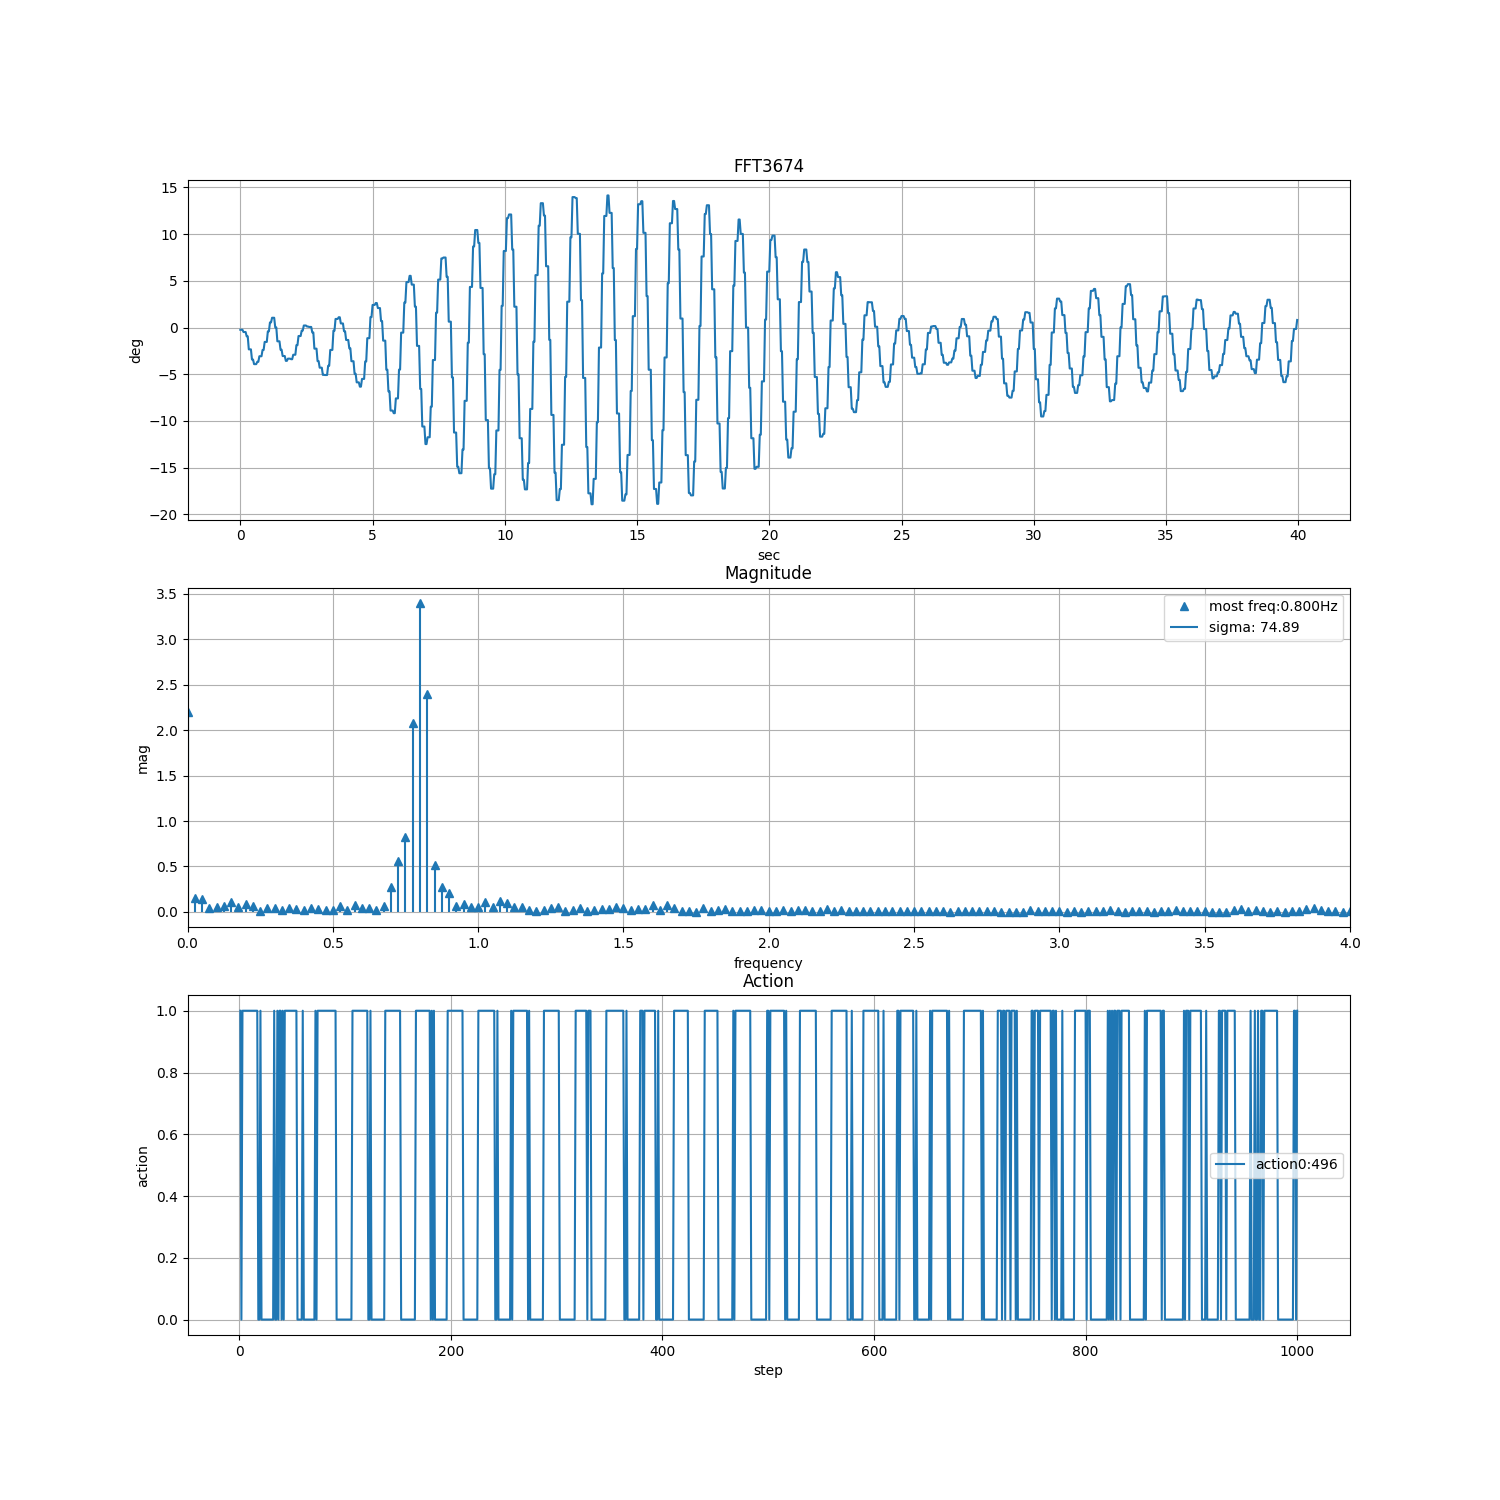 FFT3674
15
10
5
0
−5
−10
−15
−20
deg
0 5 10 15 20 25 30 35 40
sec
Magnitude
3.5
3.0
2.5
2.0
1.5
1.0
0.5
0.0
mag
most freq:0.800Hz
sigma: 74.89
0.0 0.5 1.0 1.5 2.0 2.5 3.0 3.5 4.0
frequency
Action
1.0
0.8
0.6
0.4
0.2
0.0
action
action0:496
0 200 400 600 800 1000
step